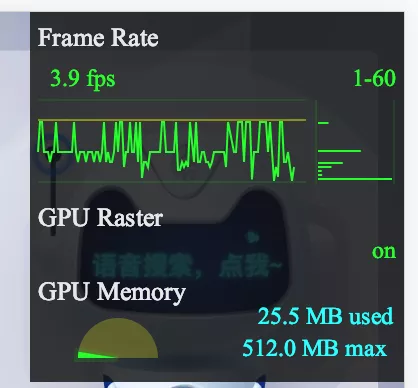 Frame Rate
3.9 fps 1-60
GPU Raster
on
GPU Memory
语音搜索，点我~
25.5 MB used
512.0 MB max